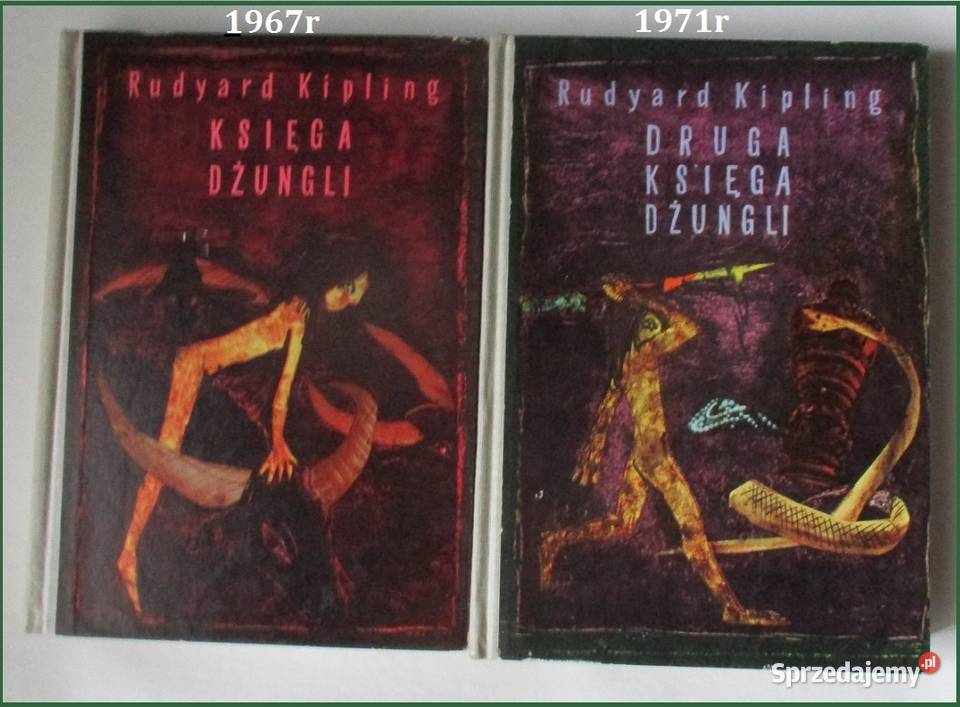 1967r
1971r
Rudyard Kipling
KSIĘGA
DŻUNGLI
Rudyard Kipling
DRUGA
KSIĘGA
DŻUNGLI
Sprzedajemy.pl